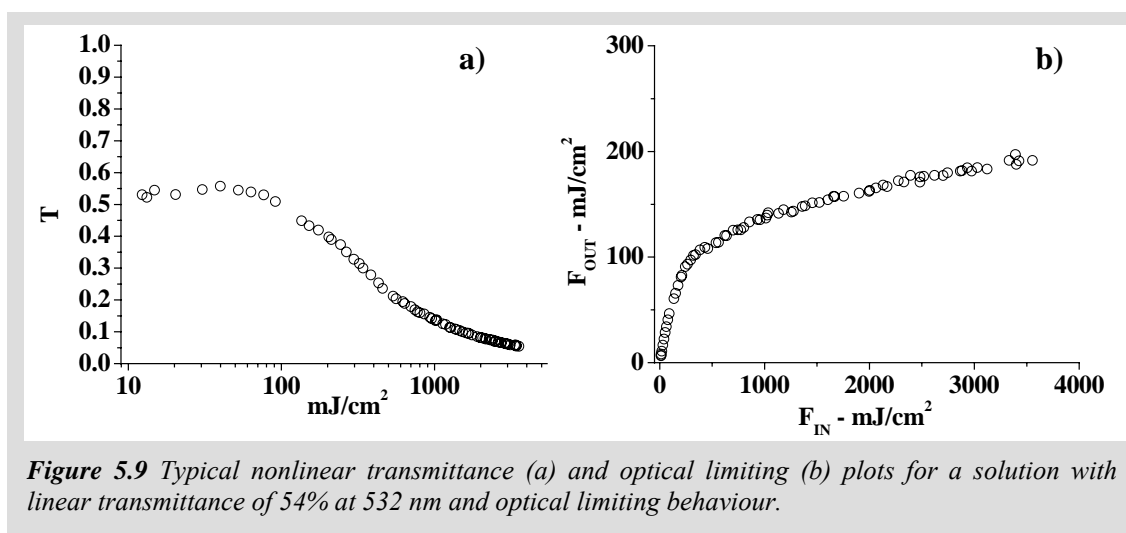 a)
1.0
0.9
0.8
0.7
0.6
0.5
0.4
0.3
0.2
0.1
0.0
T
10 100 1000
mJ/cm²
b)
300
200
100
0
F_OUT - mJ/cm²
0 1000 2000 3000 4000
F_IN - mJ/cm²
Figure 5.9 Typical nonlinear transmittance (a) and optical limiting (b) plots for a solution with
linear transmittance of 54% at 532 nm and optical limiting behaviour.